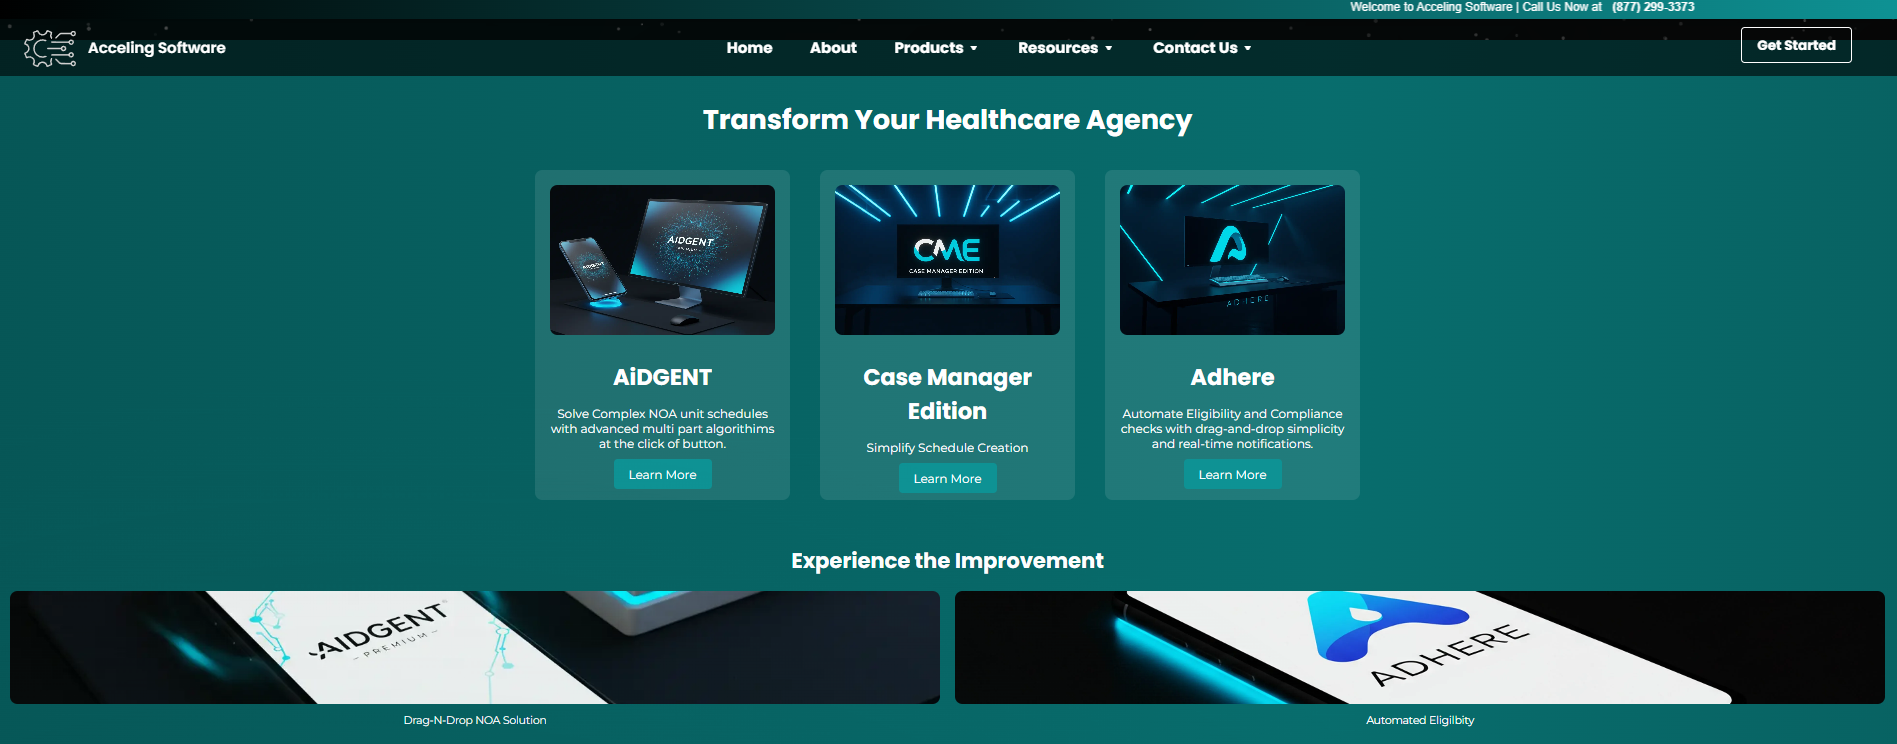 Welcome to Acceling Software | Call Us Now at (877) 299-3373
Acceling Software
Home About Products Resources Contact Us
Get Started
Transform Your Healthcare Agency
AIDGENT
AIDGENT
AiDGENT
Solve Complex NOA unit schedules
with advanced multi part algorithims
at the click of button.
Learn More
CME
CASE MANAGER EDITION
Case Manager
Edition
Simplify Schedule Creation
Learn More
ADHERE
Adhere
Automate Eligibility and Compliance
checks with drag-and-drop simplicity
and real-time notifications.
Learn More
Experience the Improvement
AIDGENT
– PREMIUM –
Drag-N-Drop NOA Solution
ADHERE
Automated Eligilbity